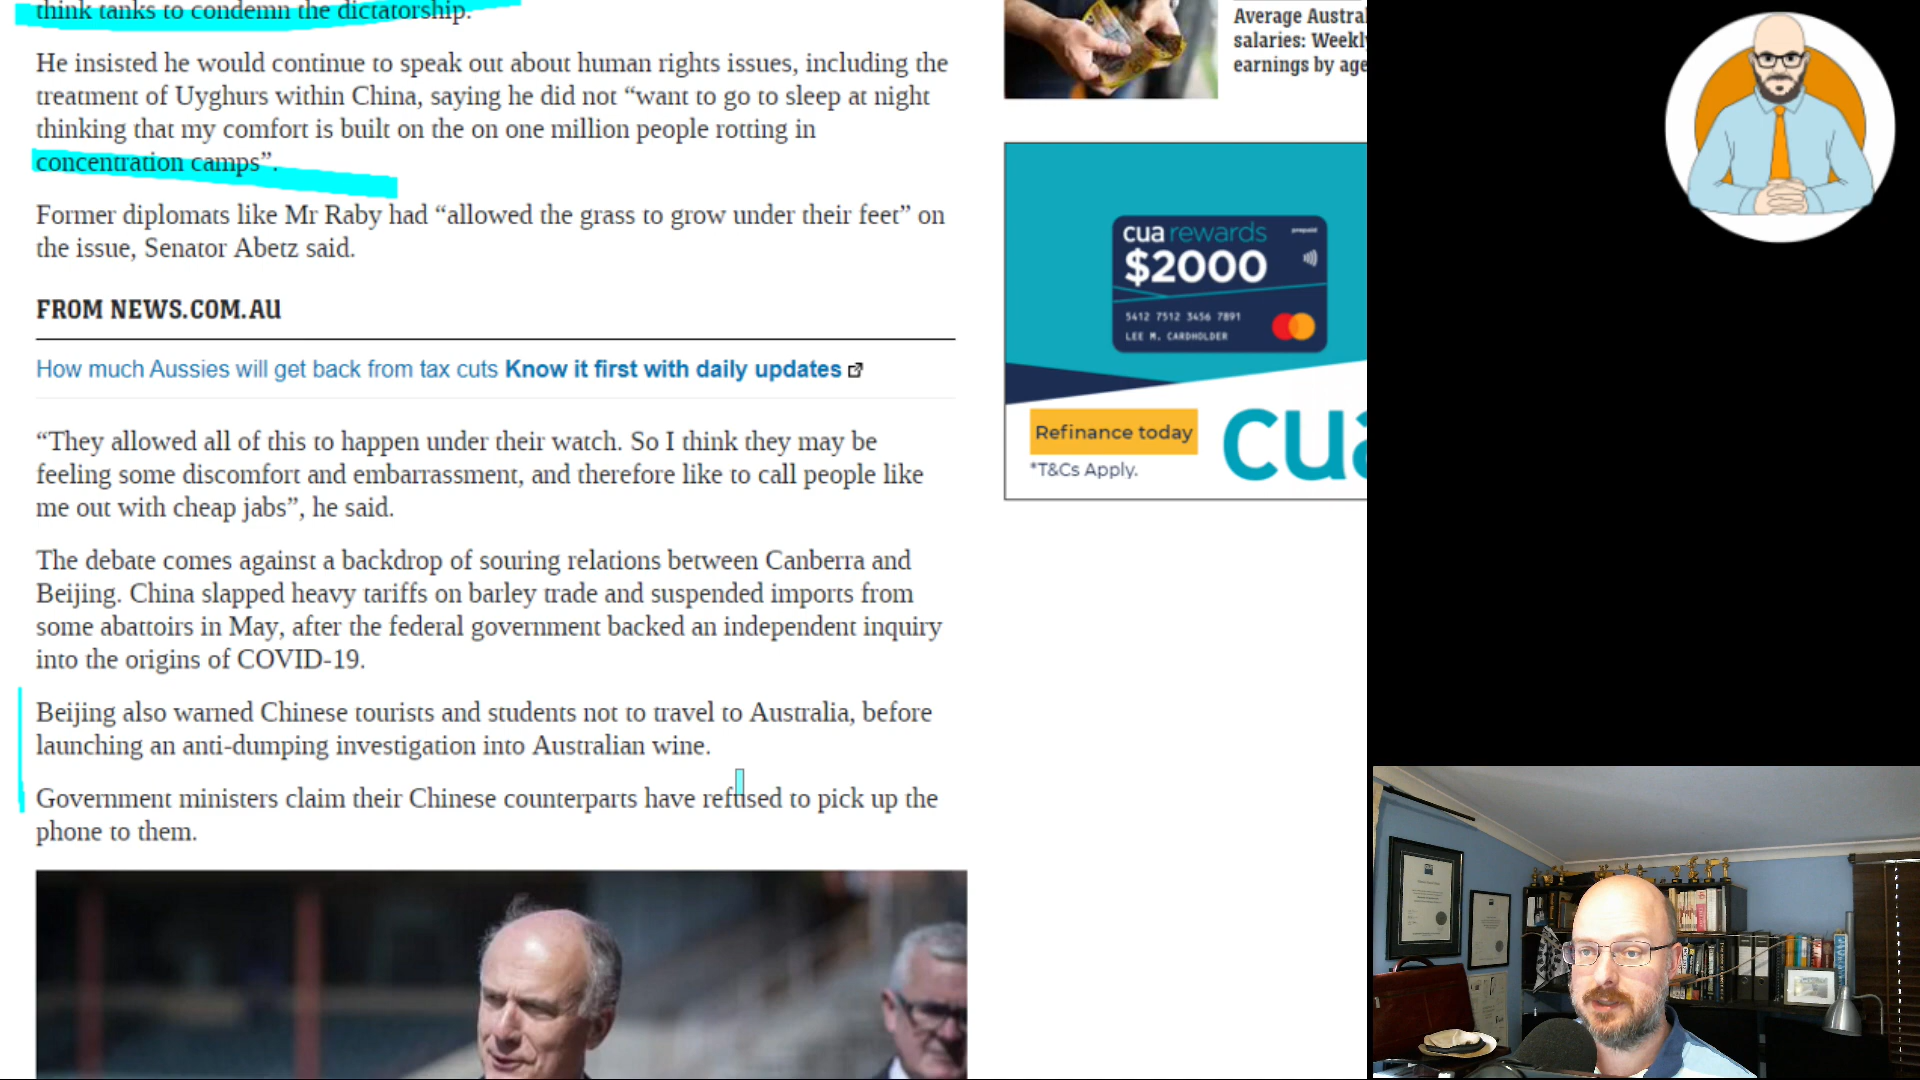 think tanks to condemn the dictatorship.
He insisted he would continue to speak out about human rights issues, including the
treatment of Uyghurs within China, saying he did not “want to go to sleep at night
thinking that my comfort is built on the on one million people rotting in
concentration camps”.
Former diplomats like Mr Raby had “allowed the grass to grow under their feet” on
the issue, Senator Abetz said.
FROM NEWS.COM.AU
How much Aussies will get back from tax cuts Know it first with daily updates
“They allowed all of this to happen under their watch. So I think they may be
feeling some discomfort and embarrassment, and therefore like to call people like
me out with cheap jabs”, he said.
The debate comes against a backdrop of souring relations between Canberra and
Beijing. China slapped heavy tariffs on barley trade and suspended imports from
some abattoirs in May, after the federal government backed an independent inquiry
into the origins of COVID-19.
Beijing also warned Chinese tourists and students not to travel to Australia, before
launching an anti-dumping investigation into Australian wine.
Government ministers claim their Chinese counterparts have refused to pick up the
phone to them.
Average Austral
salaries: Weekl
earnings by age
cua rewards
prepaid
$2000
5412 7512 3456 7891
LEE M. CARDHOLDER
Refinance today
*T&Cs Apply.
cua